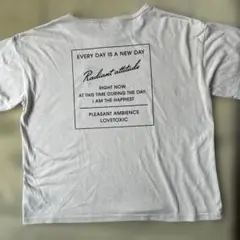 EVERY DAY IS A NEW DAY
Radiant attitude
RIGHT NOW
AT THIS TIME DURING THE DAY,
I AM THE HAPPIEST
PLEASANT AMBIENCE
LOVETOXIC